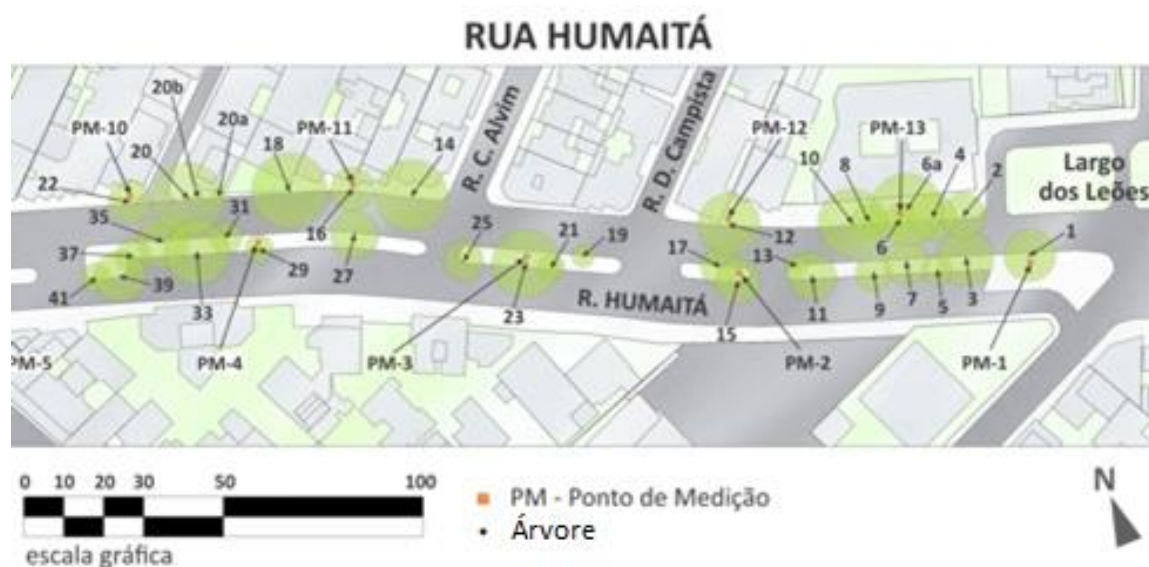 RUA HUMAITÁ
20b
20a
PM-10
20
18
PM-11
14
R. C. Alvim
R. D. Campista
PM-12
PM-13
10
8
6a
4
2
Largo
dos Leões
22
35
31
16
25
21
19
17
13
12
6
1
37
41
39
33
29
27
23
R. HUMAITÁ
15
11
9
7
5
3
PM-5
PM-4
PM-3
PM-2
PM-1
0 10 20 30 50 100
escala gráfica
PM - Ponto de Medição
Árvore
N